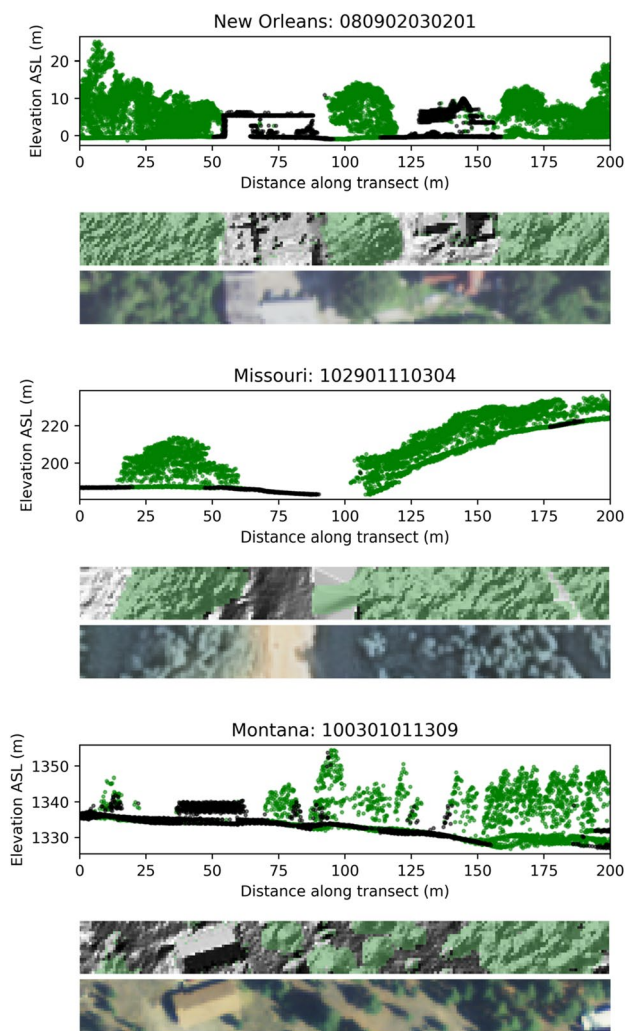 New Orleans: 080902030201
Elevation ASL (m)
20
10
0
0 25 50 75 100 125 150 175 200
Distance along transect (m)
Missouri: 102901110304
Elevation ASL (m)
220
200
0 25 50 75 100 125 150 175 200
Distance along transect (m)
Montana: 100301011309
Elevation ASL (m)
1350
1340
1330
0 25 50 75 100 125 150 175 200
Distance along transect (m)